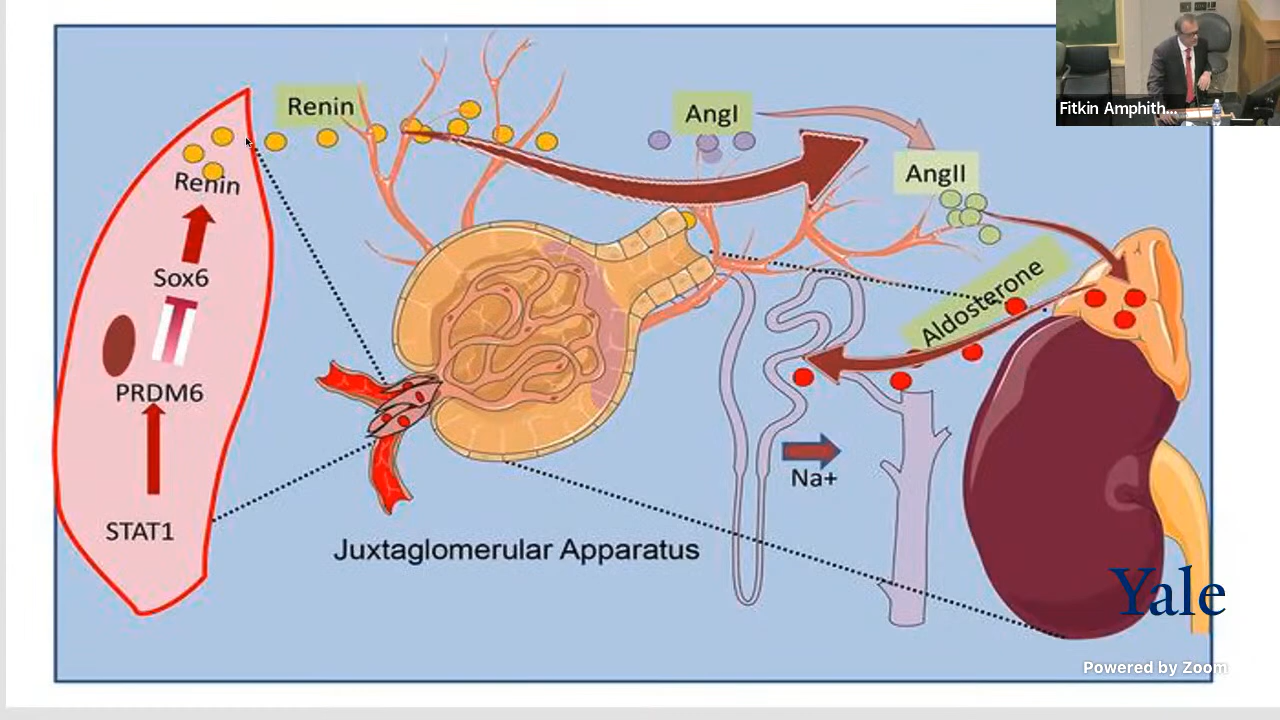 Fitkin Amphith...
Renin
AngI
AngII
Renin
Sox6
Aldosterone
PRDM6
Na+
STAT1
Juxtaglomerular Apparatus
Yale
Powered by Zoom